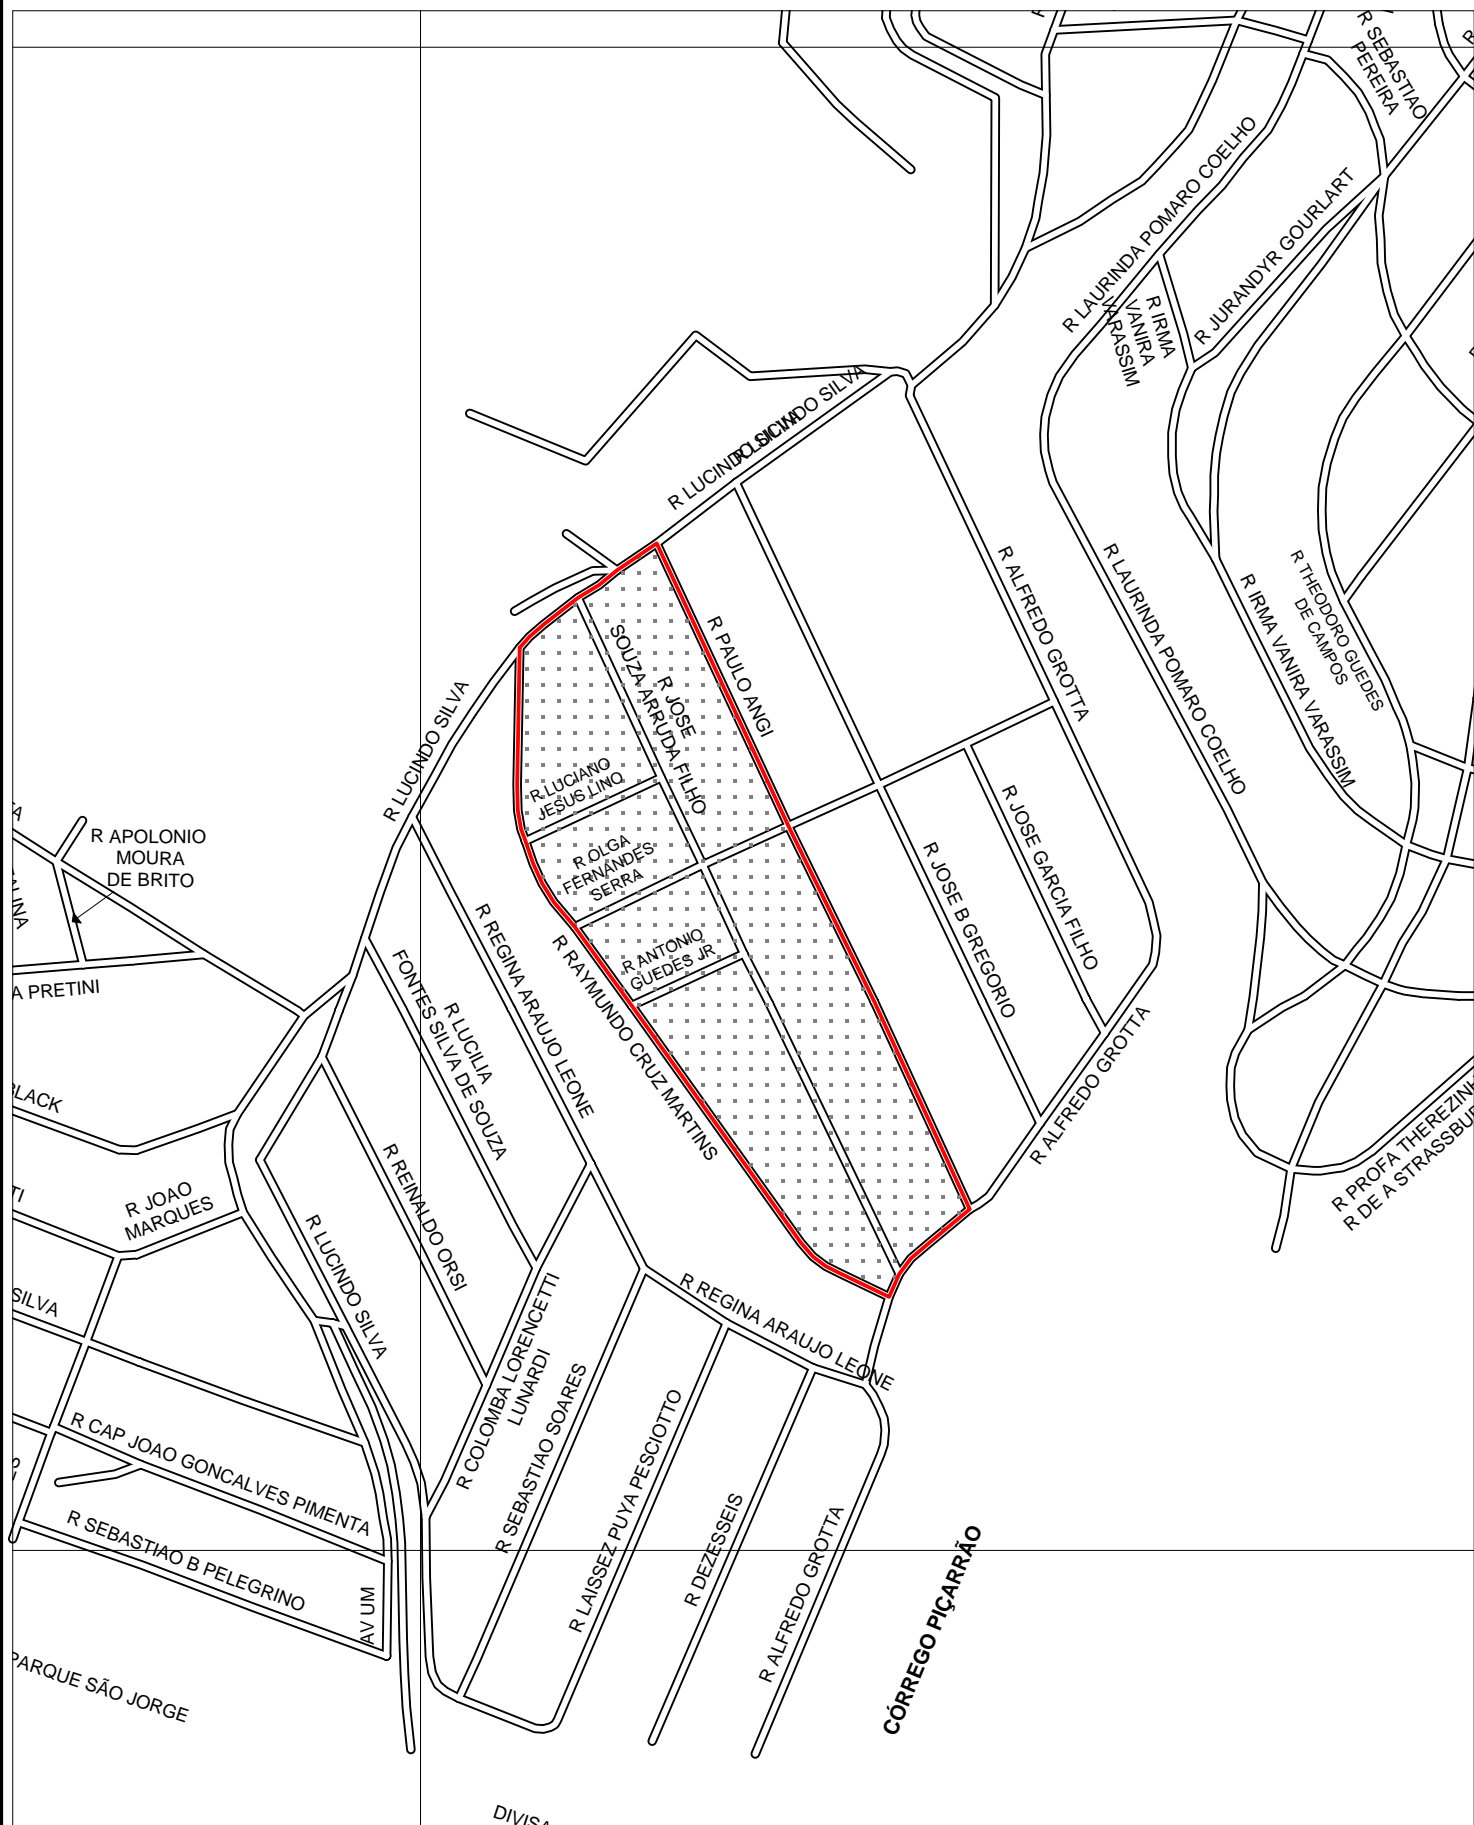 R SEBASTIAO
PEREIRA
R LAURINDA POMARO COELHO
R JURANDYR GOURLART
R IRMA
VANIRA
VARASSIM
R LUCINDO SILVA
R LUCINDO SILVA
R ALFREDO GROTTA
R LAURINDA POMARO COELHO
R THEODORO GUEDES
DE CAMPOS
R IRMA VANIRA VARASSIM
R PAULO ANGI
R JOSE
SOUZA ARRUDA FILHO
R LUCINDO SILVA
R LUCIANO
JESUS LINO
R OLGA
FERNANDES
SERRA
R ANTONIO
GUEDES JR
R APOLONIO
MOURA
DE BRITO
ALINA
A PRETINI
R JOSE GARCIA FILHO
R JOSE B GREGORIO
R REGINA ARAUJO LEONE
R RAYMUNDO CRUZ MARTINS
R LUCILIA
FONTES SILVA DE SOUZA
R ALFREDO GROTTA
R PROFA THEREZIN
R DE A STRASSBU
LACK
TI
R JOAO
MARQUES
R REINALDO ORSI
R LUCINDO SILVA
SILVA
R REGINA ARAUJO LEONE
R COLOMBA LORENCETTI
LUNARDI
R SEBASTIAO SOARES
R LAISSEZ PUYA PESCIOTTO
R DEZESSEIS
R ALFREDO GROTTA
R CAP JOAO GONCALVES PIMENTA
R SEBASTIAO B PELEGRINO
AV UM
CÓRREGO PIÇARRÃO
PARQUE SÃO JORGE
DIVISA